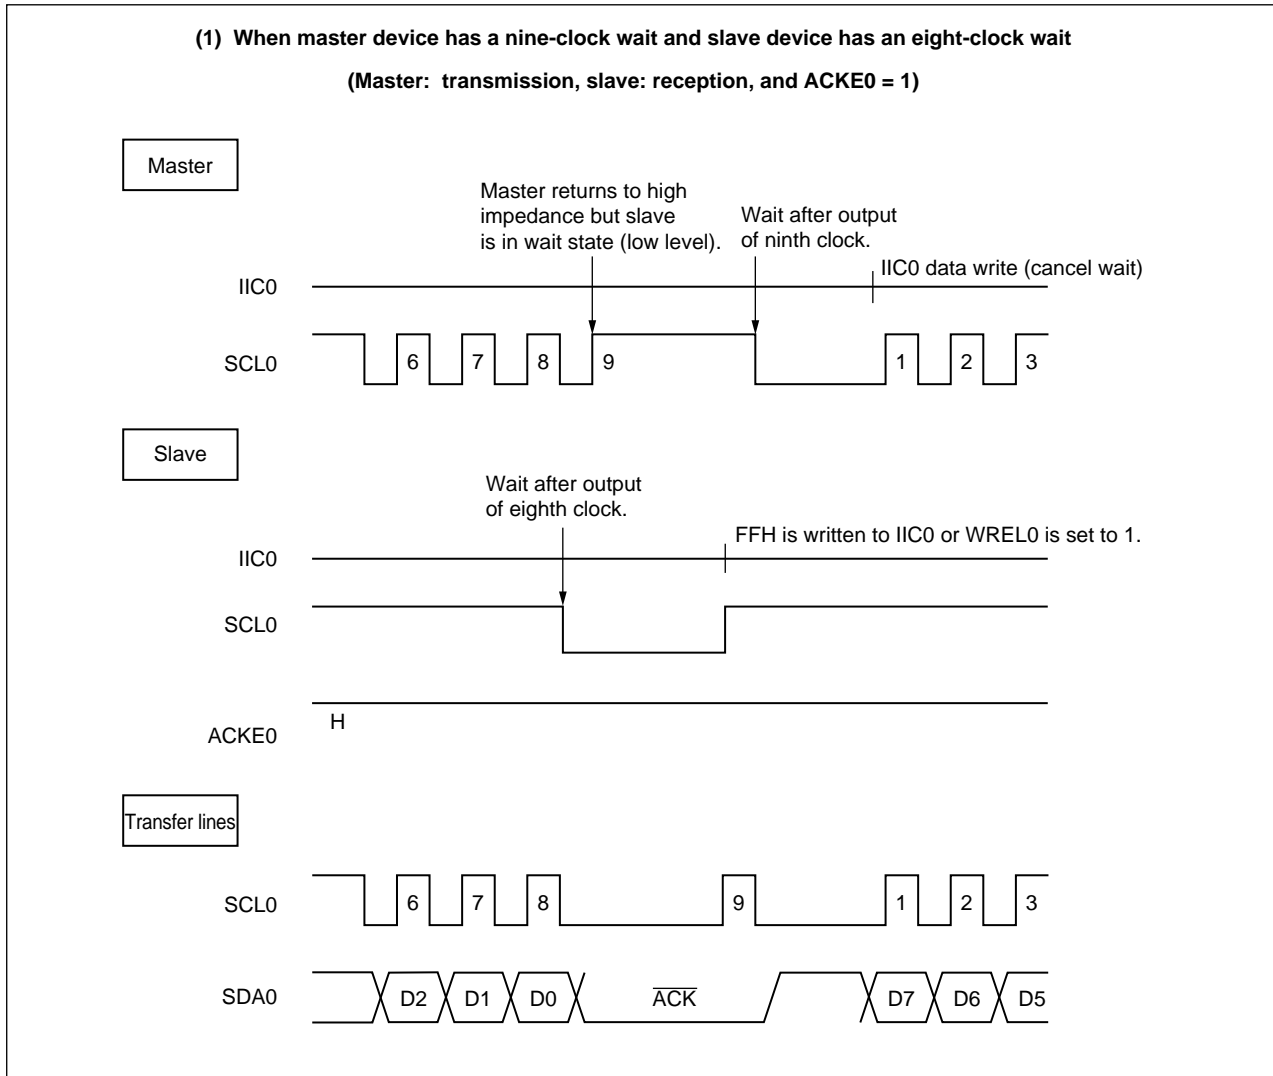 (1) When master device has a nine-clock wait and slave device has an eight-clock wait
(Master: transmission, slave: reception, and ACKE0 = 1)
Master
Master returns to high
impedance but slave
is in wait state (low level).
Wait after output
of ninth clock.
IIC0 data write (cancel wait)
IIC0
SCL0
6 7 8 9 1 2 3
Slave
Wait after output
of eighth clock.
FFH is written to IIC0 or WREL0 is set to 1.
IIC0
SCL0
H
ACKE0
Transfer lines
SCL0
6 7 8 9 1 2 3
SDA0
D2 D1 D0 A̅C̅K̅ D7 D6 D5